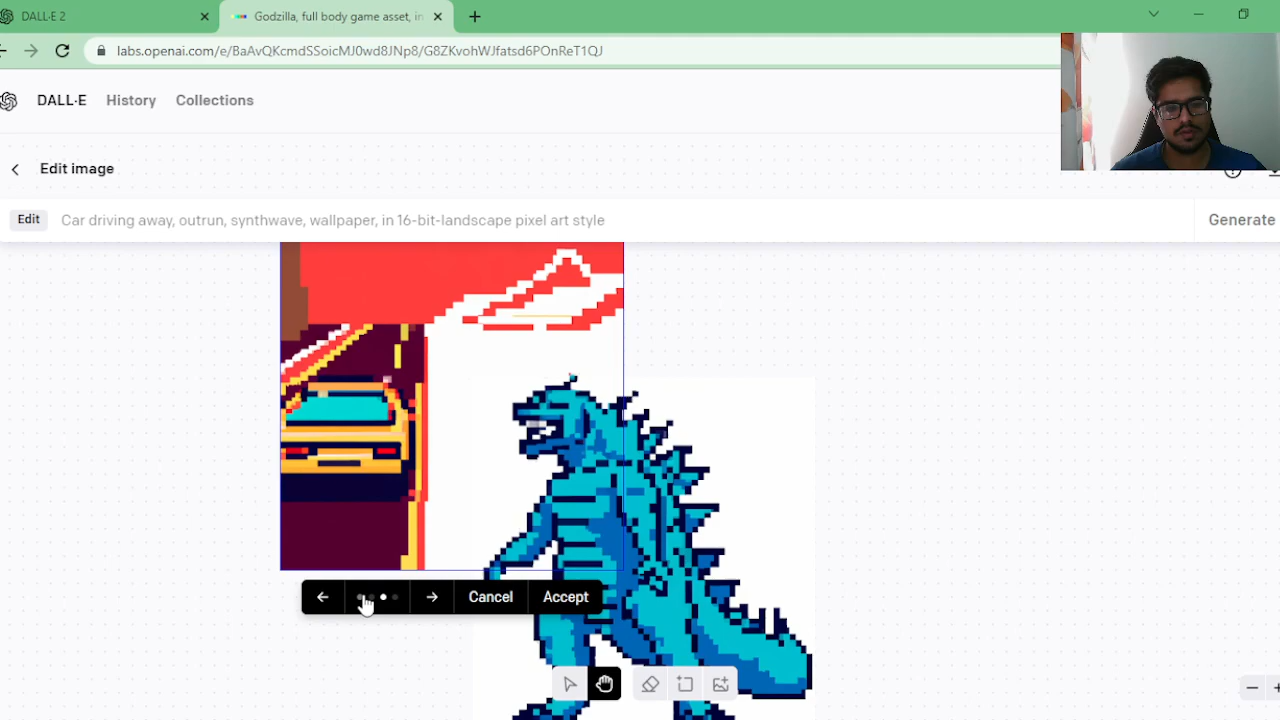 DALL·E 2
Godzilla, full body game asset, in
labs.openai.com/e/BaAvQKcmdSSoicMJ0wd8JNp8/G8ZKvohWJfatsd6POnReT1QJ
DALL·E History Collections
Edit image
Edit Car driving away, outrun, synthwave, wallpaper, in 16-bit-landscape pixel art style Generate
Cancel Accept